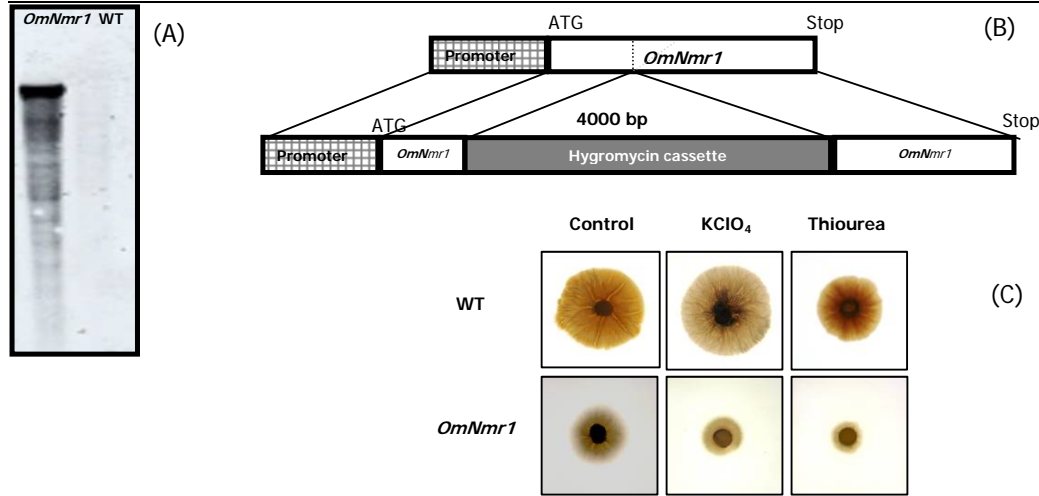 OmNmr1 WT
(A)
ATG
Stop
(B)
Promoter
OmNmr1
4000 bp
ATG
Stop
Promoter
OmNmr1
Hygromycin cassette
OmNmr1
Control
KClO₄
Thiourea
WT
(C)
OmNmr1